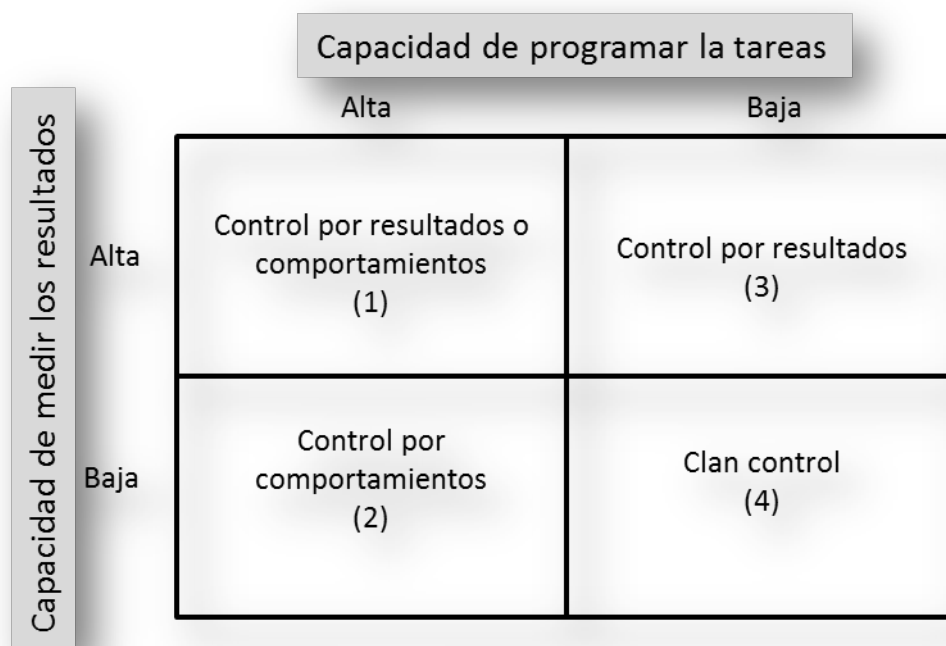 Capacidad de programar la tareas
Alta
Baja
Capacidad de medir los resultados
Alta
Control por resultados o
comportamientos
(1)
Control por resultados
(3)
Baja
Control por
comportamientos
(2)
Clan control
(4)